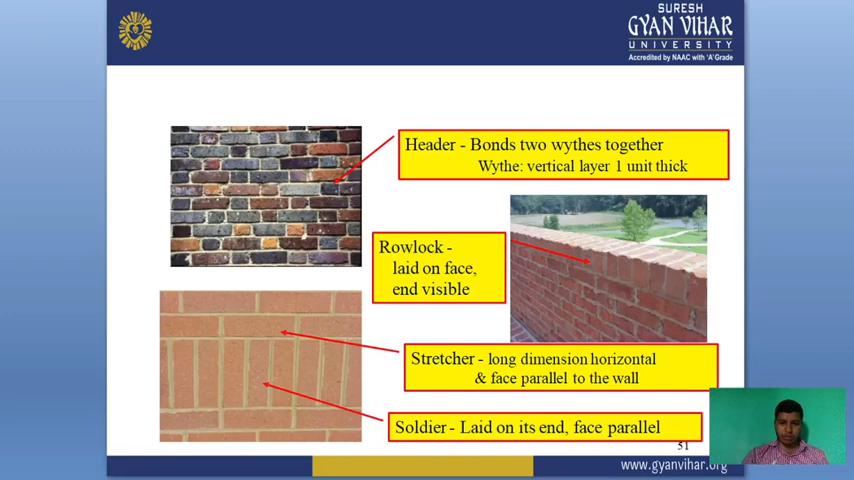 SURESH
GYAN VIHAR
UNIVERSITY
Accredited by NAAC with 'A' Grade
Header - Bonds two wythes together
Wythe: vertical layer 1 unit thick
Rowlock -
laid on face,
end visible
Stretcher - long dimension horizontal
& face parallel to the wall
Soldier - Laid on its end, face parallel
51
www.gyanvihar.org